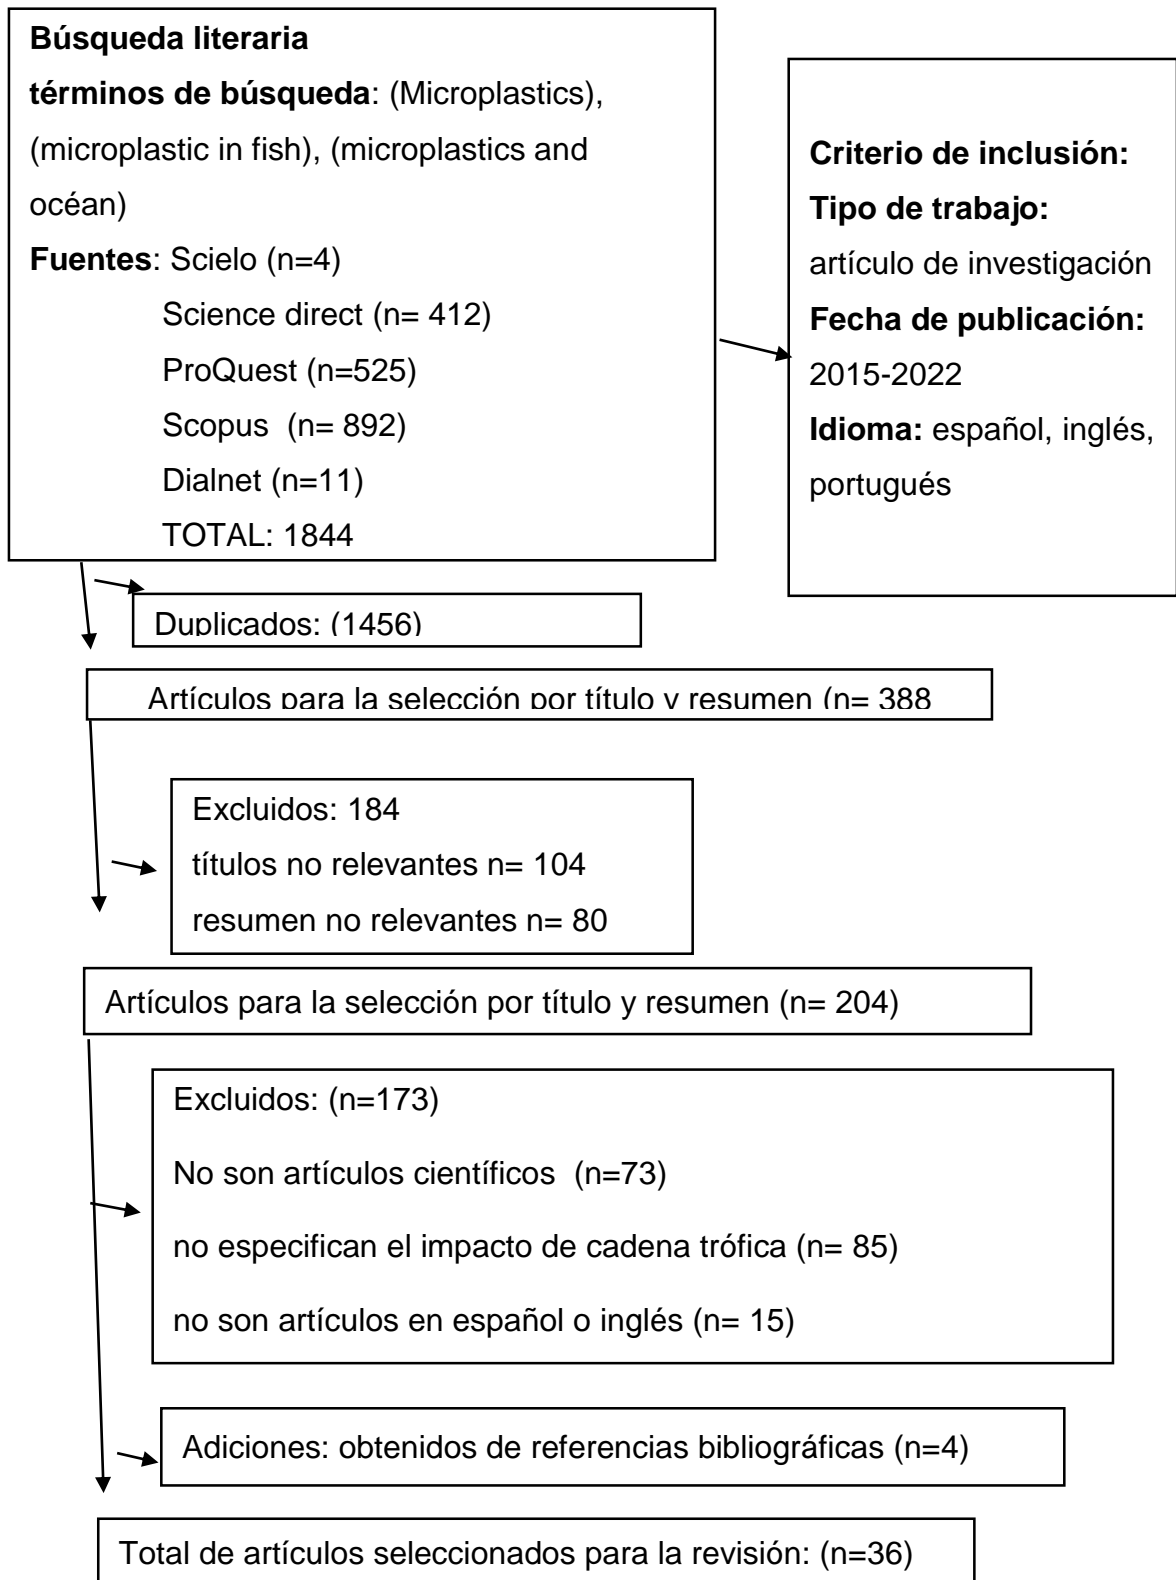 Búsqueda literaria
términos de búsqueda: (Microplastics),
(microplastic in fish), (microplastics and
océan)
Fuentes: Scielo (n=4)
Science direct (n= 412)
ProQuest (n=525)
Scopus (n= 892)
Dialnet (n=11)
TOTAL: 1844
Criterio de inclusión:
Tipo de trabajo:
artículo de investigación
Fecha de publicación:
2015-2022
Idioma: español, inglés,
portugués
Duplicados: (1456)
Artículos para la selección por título y resumen (n= 388
Excluidos: 184
títulos no relevantes n= 104
resumen no relevantes n= 80
Artículos para la selección por título y resumen (n= 204)
Excluidos: (n=173)
No son artículos científicos (n=73)
no especifican el impacto de cadena trófica (n= 85)
no son artículos en español o inglés (n= 15)
Adiciones: obtenidos de referencias bibliográficas (n=4)
Total de artículos seleccionados para la revisión: (n=36)